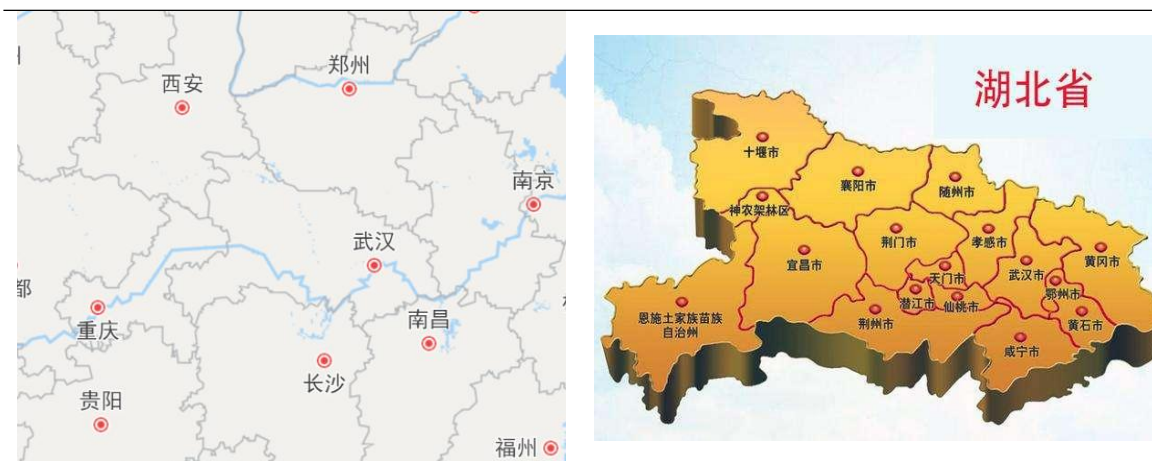 郑州
西安
南京
武汉
都
重庆
南昌
长沙
贵阳
福州
湖北省
十堰市
襄阳市
随州市
神农架林区
荆门市
孝感市
宜昌市
武汉市
黄冈市
天门市
鄂州市
潜江市
仙桃市
恩施土家族苗族
自治州
荆州市
黄石市
咸宁市